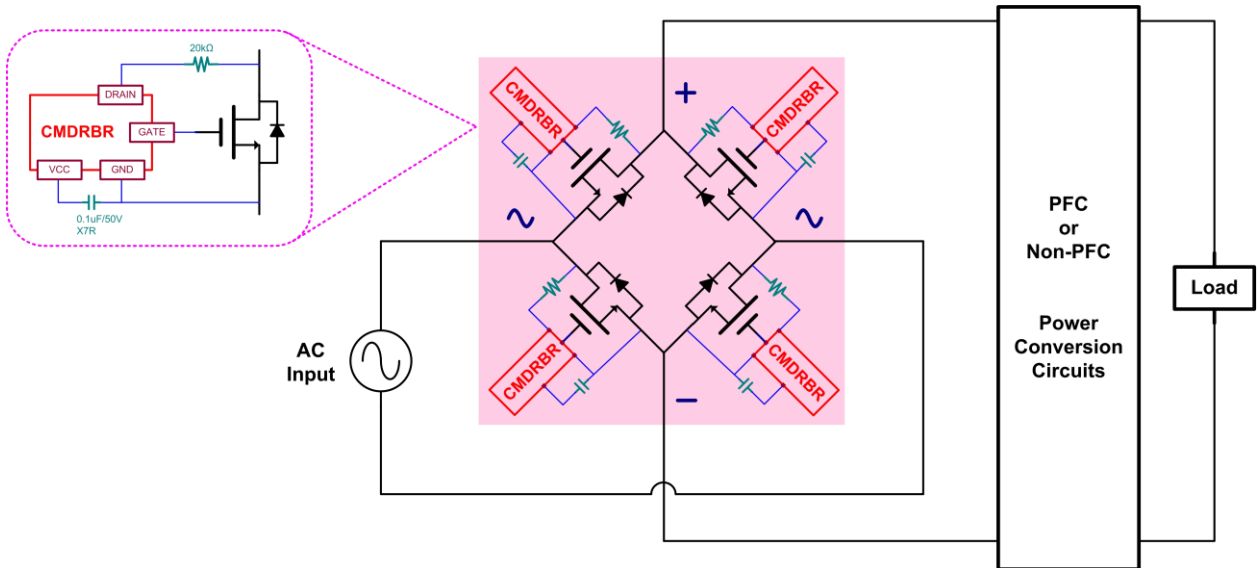 20kΩ
DRAIN
CMDRBR
GATE
VCC
GND
0.1uF/50V
X7R
CMDRBR
+
CMDRBR
AC
Input
CMDRBR
−
CMDRBR
PFC
or
Non-PFC
Power
Conversion
Circuits
Load